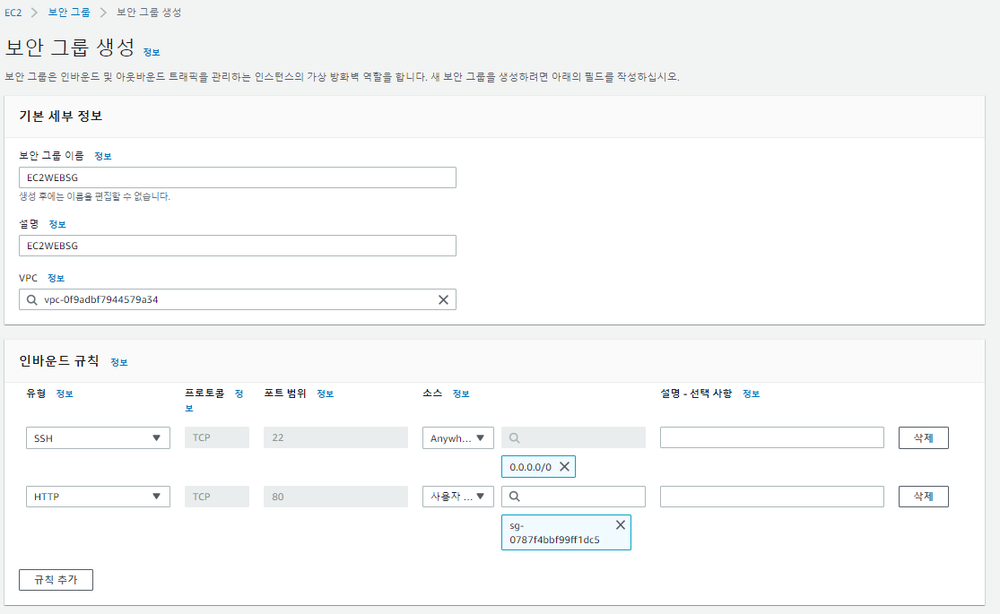 EC2 > 보안 그룹 > 보안 그룹 생성
보안 그룹 생성 정보
보안 그룹은 인바운드 및 아웃바운드 트래픽을 관리하는 인스턴스의 가상 방화벽 역할을 합니다. 새 보안 그룹을 생성하려면 아래의 필드를 작성하십시오.
기본 세부 정보
보안 그룹 이름 정보
EC2WEBSG
생성 후에는 이름을 편집할 수 없습니다.
설명 정보
EC2WEBSG
VPC 정보
vpc-0f9adbf7944579a34
인바운드 규칙 정보
유형 정보 프로토콜 정보 포트 범위 정보 소스 정보 설명 - 선택 사항 정보
SSH TCP 22 Anywh... 삭제
0.0.0.0/0
HTTP TCP 80 사용자 ... 삭제
sg-
0787f4bbf99ff1dc5
규칙 추가